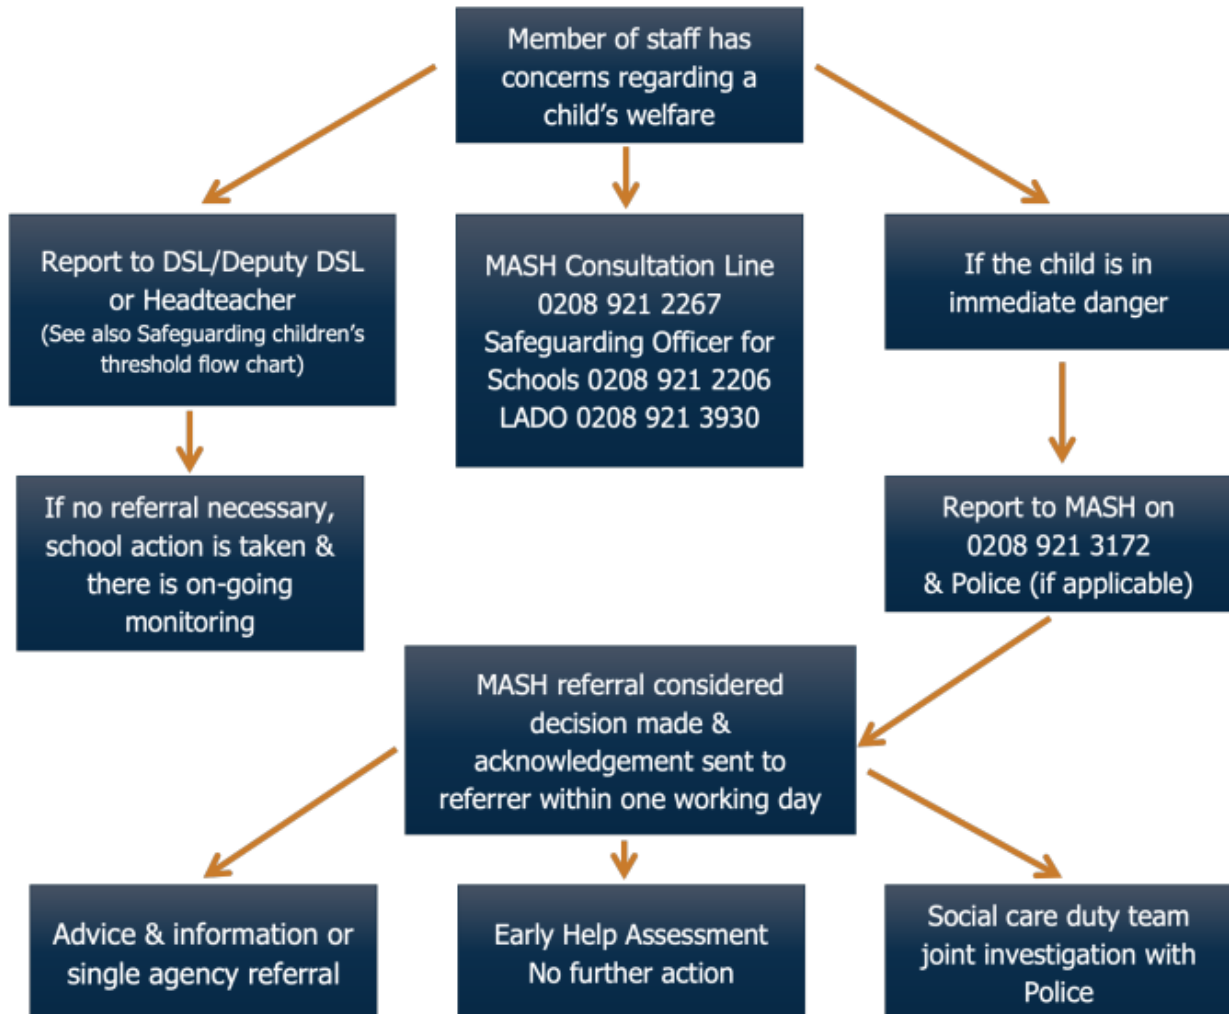 Member of staff has
concerns regarding a
child’s welfare
Report to DSL/Deputy DSL
or Headteacher
(See also Safeguarding children’s
threshold flow chart)
MASH Consultation Line
0208 921 2267
Safeguarding Officer for
Schools 0208 921 2206
LADO 0208 921 3930
If the child is in
immediate danger
If no referral necessary,
school action is taken &
there is on-going
monitoring
Report to MASH on
0208 921 3172
& Police (if applicable)
MASH referral considered
decision made &
acknowledgement sent to
referrer within one working day
Advice & information or
single agency referral
Early Help Assessment
No further action
Social care duty team
joint investigation with
Police